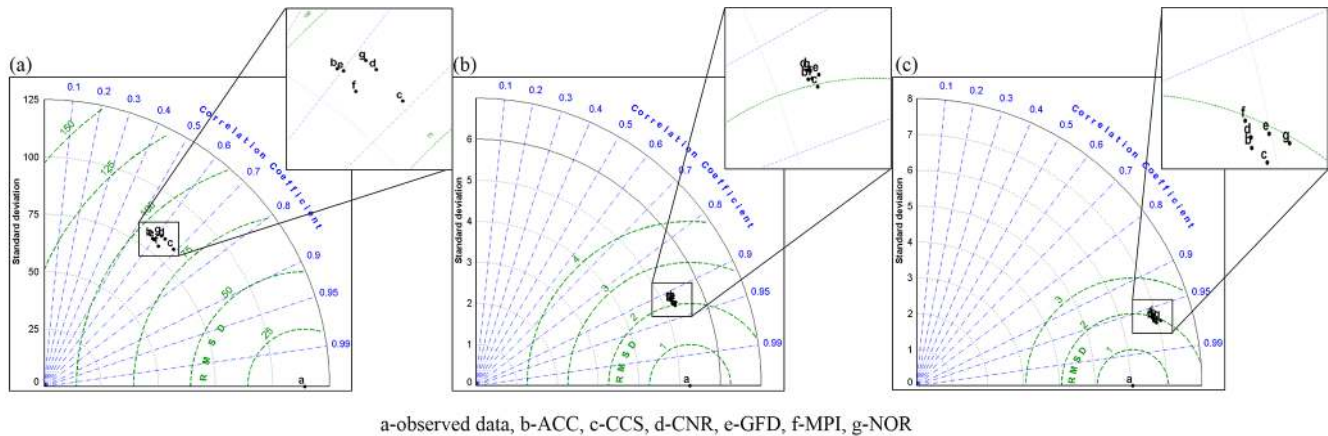 (a)
125
100
75
50
25
0
Standard deviation
0.1
0.2
0.3
0.4
0.5
0.6
0.7
0.8
0.9
0.95
0.99
Correlation Coefficient
150
125
100
75
50
25
RMSD
a
b e g d
f c
g d c
(b)
6
5
4
3
2
1
0
Standard deviation
0.1
0.2
0.3
0.4
0.5
0.6
0.7
0.8
0.9
0.95
0.99
Correlation Coefficient
4
3
2
1
RMSD
a
e
c
(c)
8
7
6
5
4
3
2
1
0
Standard deviation
0.1
0.2
0.3
0.4
0.5
0.6
0.7
0.8
0.9
0.95
0.99
Correlation Coefficient
3
2
1
RMSD
a
f
d e g
b
c
a-observed data, b-ACC, c-CCS, d-CNR, e-GFD, f-MPI, g-NOR